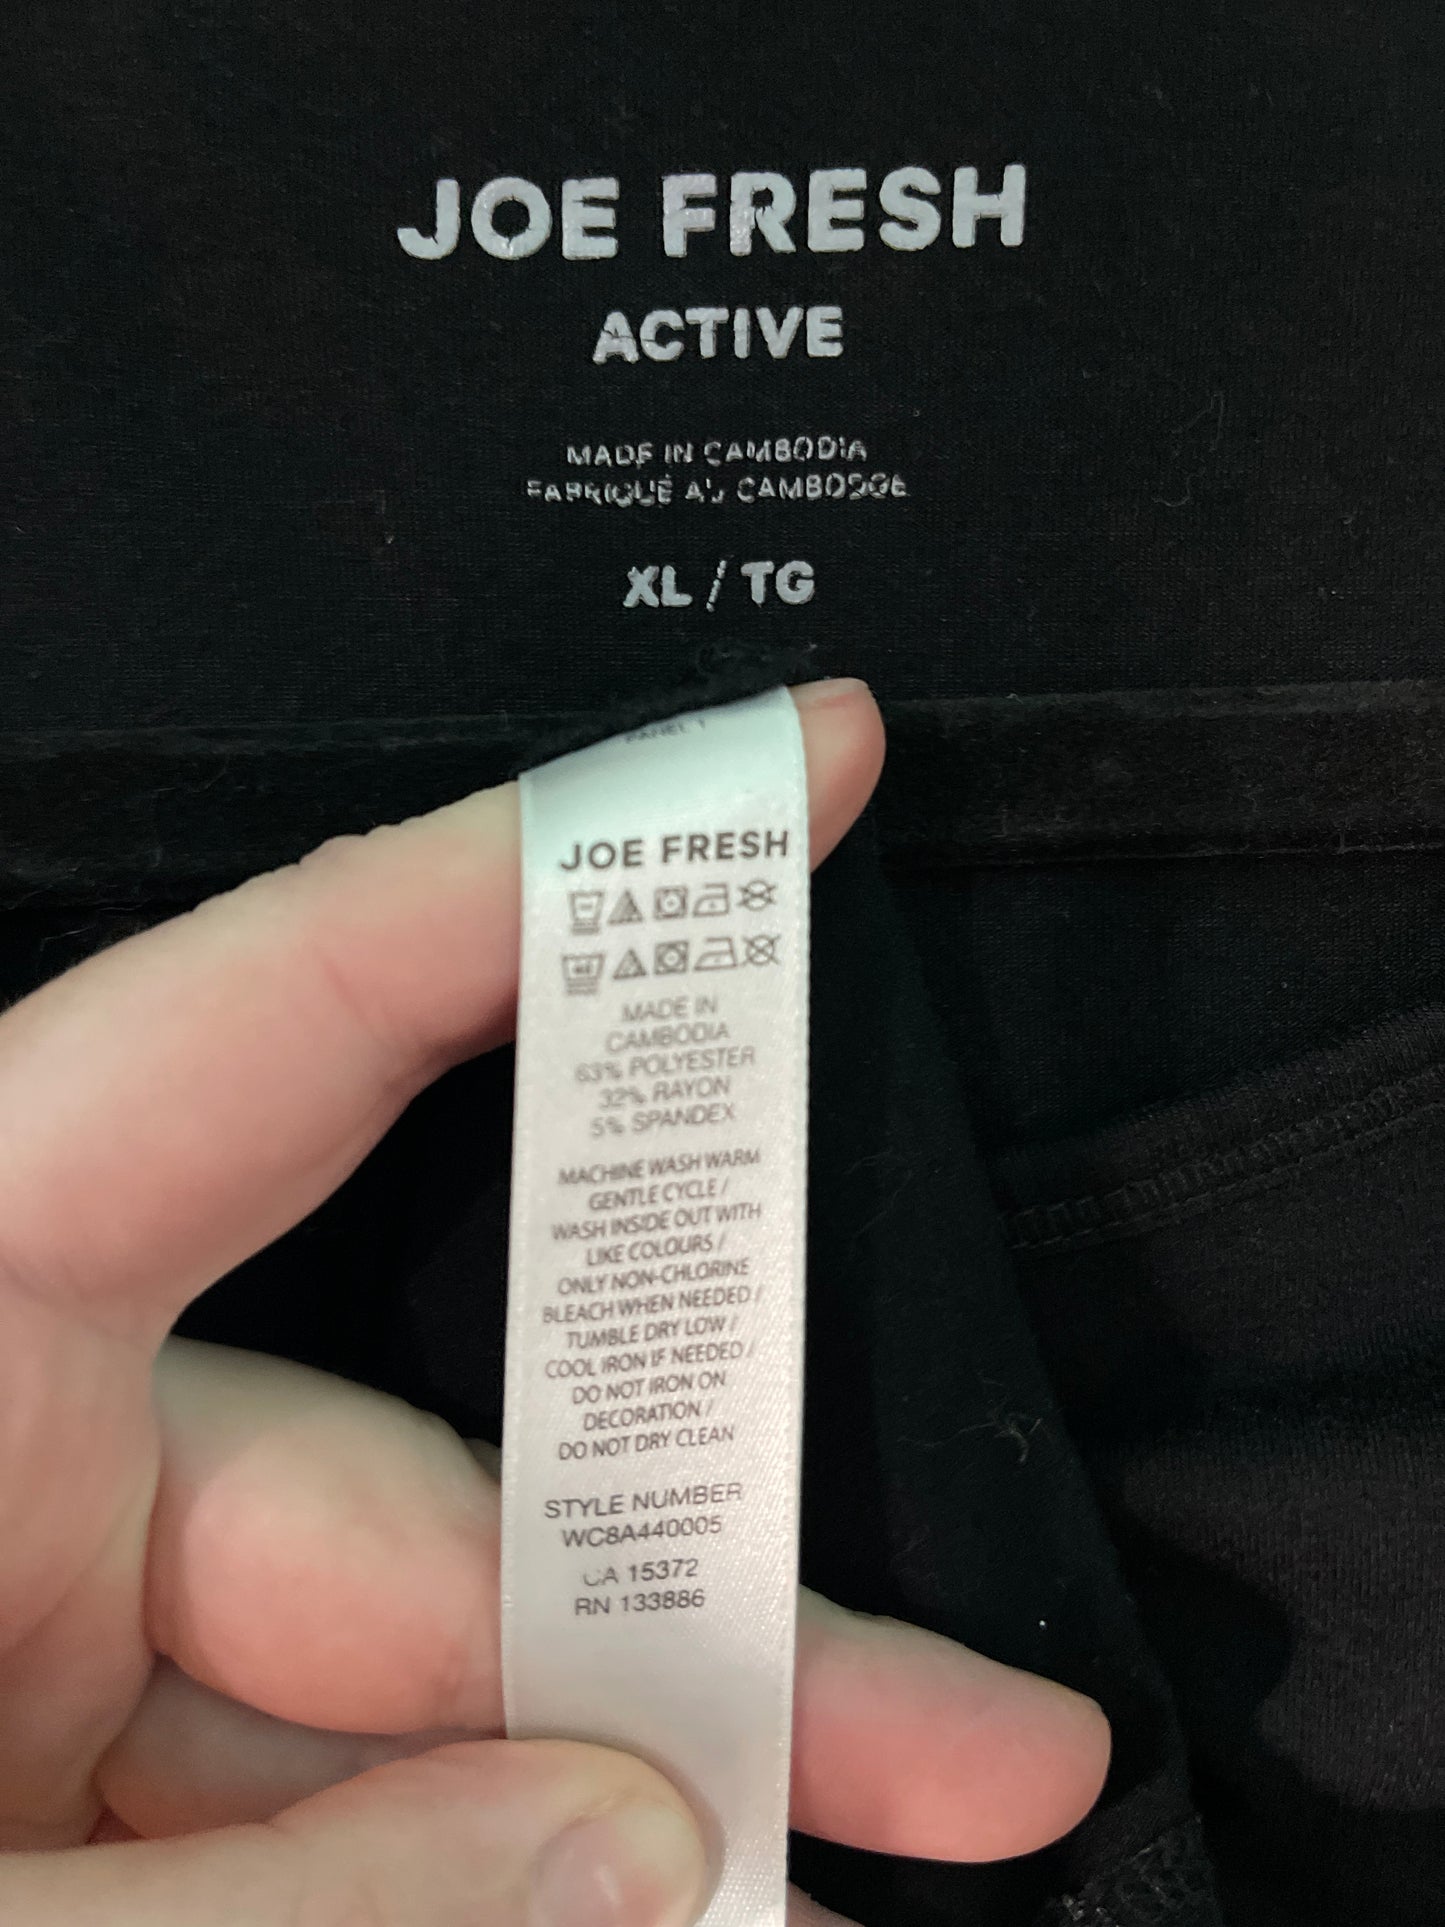 JOE FRESH
ACTIVE
MADE IN CAMBODIA
FABRIQUÉ AU CAMBODGE
XL / TG
PANEL 1
JOE FRESH
MADE IN
CAMBODIA
63% POLYESTER
32% RAYON
5% SPANDEX
MACHINE WASH WARM
GENTLE CYCLE /
WASH INSIDE OUT WITH
LIKE COLOURS /
ONLY NON-CHLORINE
BLEACH WHEN NEEDED /
TUMBLE DRY LOW /
COOL IRON IF NEEDED /
DO NOT IRON ON
DECORATION /
DO NOT DRY CLEAN
STYLE NUMBER
WC8A440005
CA 15372
RN 133886